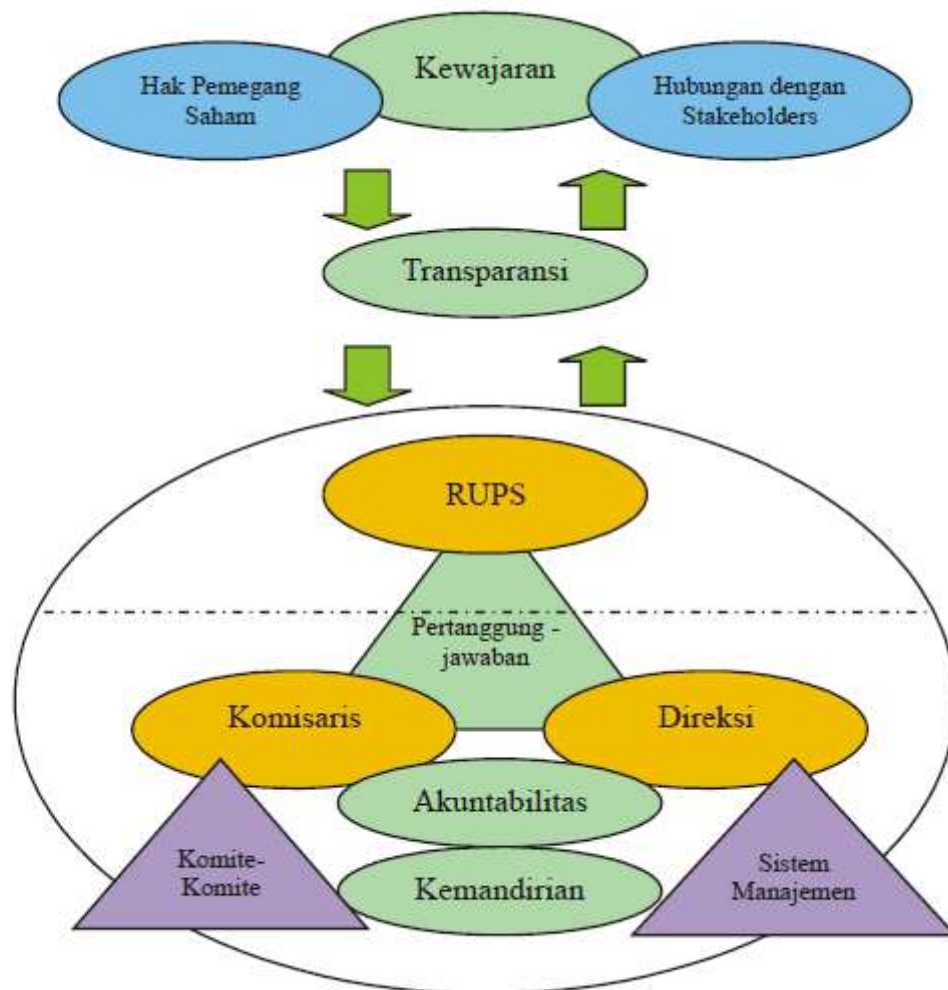 Kewajaran
Hak Pemegang
Saham
Hubungan dengan
Stakeholders
Transparansi
RUPS
Pertanggung -
jawaban
Komisaris
Direksi
Akuntabilitas
Komite-
Komite
Kemandirian
Sistem
Manajemen